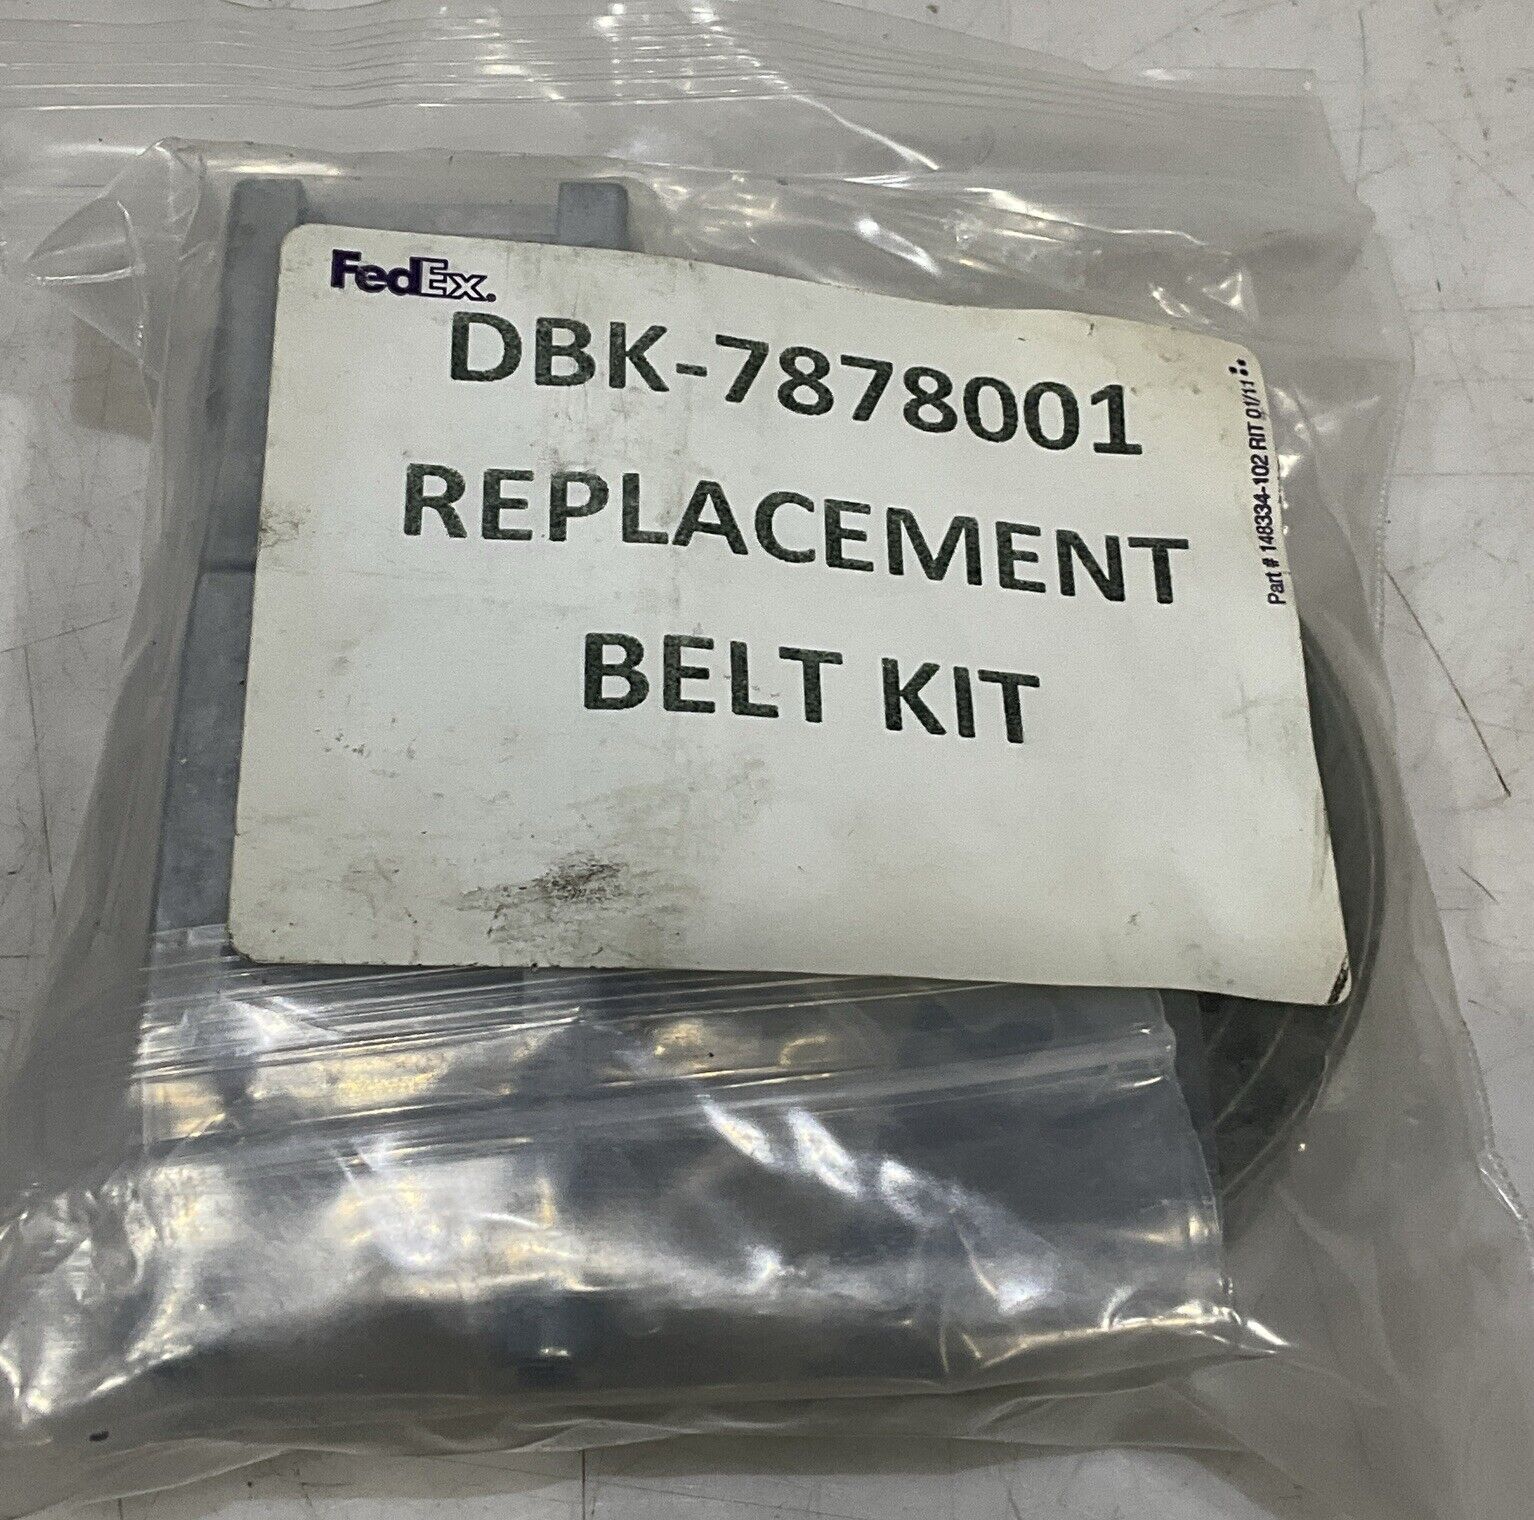 FedEx®
DBK-7878001
REPLACEMENT
BELT KIT
Part # 148334-102 RIT 01/11